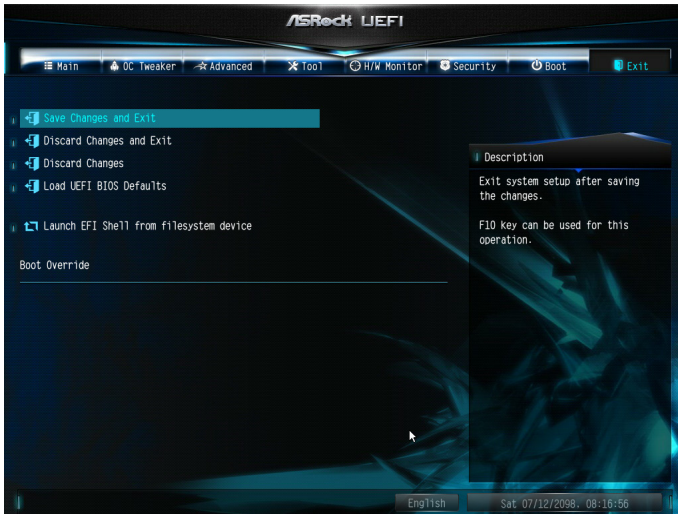 ASRock UEFI
Main OC Tweaker Advanced Tool H/W Monitor Security Boot Exit
Save Changes and Exit
Discard Changes and Exit
Discard Changes
Load UEFI BIOS Defaults
Launch EFI Shell from filesystem device
Boot Override
Description
Exit system setup after saving
the changes.
F10 key can be used for this
operation.
English Sat 07/12/2098. 08:16:56